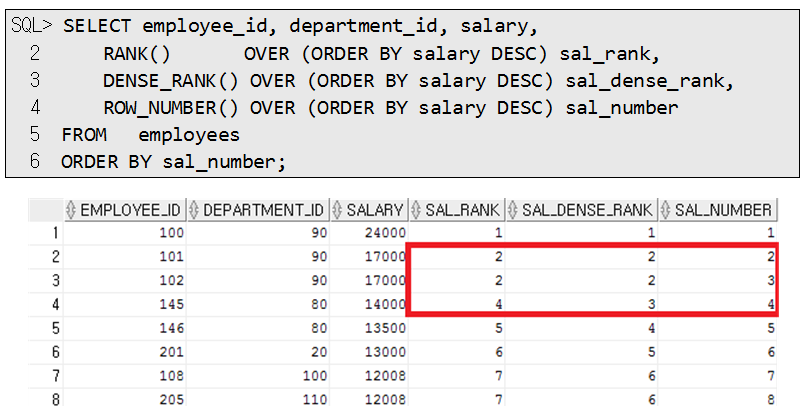 SQL> SELECT employee_id, department_id, salary,
2 RANK() OVER (ORDER BY salary DESC) sal_rank,
3 DENSE_RANK() OVER (ORDER BY salary DESC) sal_dense_rank,
4 ROW_NUMBER() OVER (ORDER BY salary DESC) sal_number
5 FROM employees
6 ORDER BY sal_number;
EMPLOYEE_ID DEPARTMENT_ID SALARY SAL_RANK SAL_DENSE_RANK SAL_NUMBER
1 100 90 24000 1 1 1
2 101 90 17000 2 2 2
3 102 90 17000 2 2 3
4 145 80 14000 4 3 4
5 146 80 13500 5 4 5
6 201 20 13000 6 5 6
7 108 100 12008 7 6 7
8 205 110 12008 7 6 8